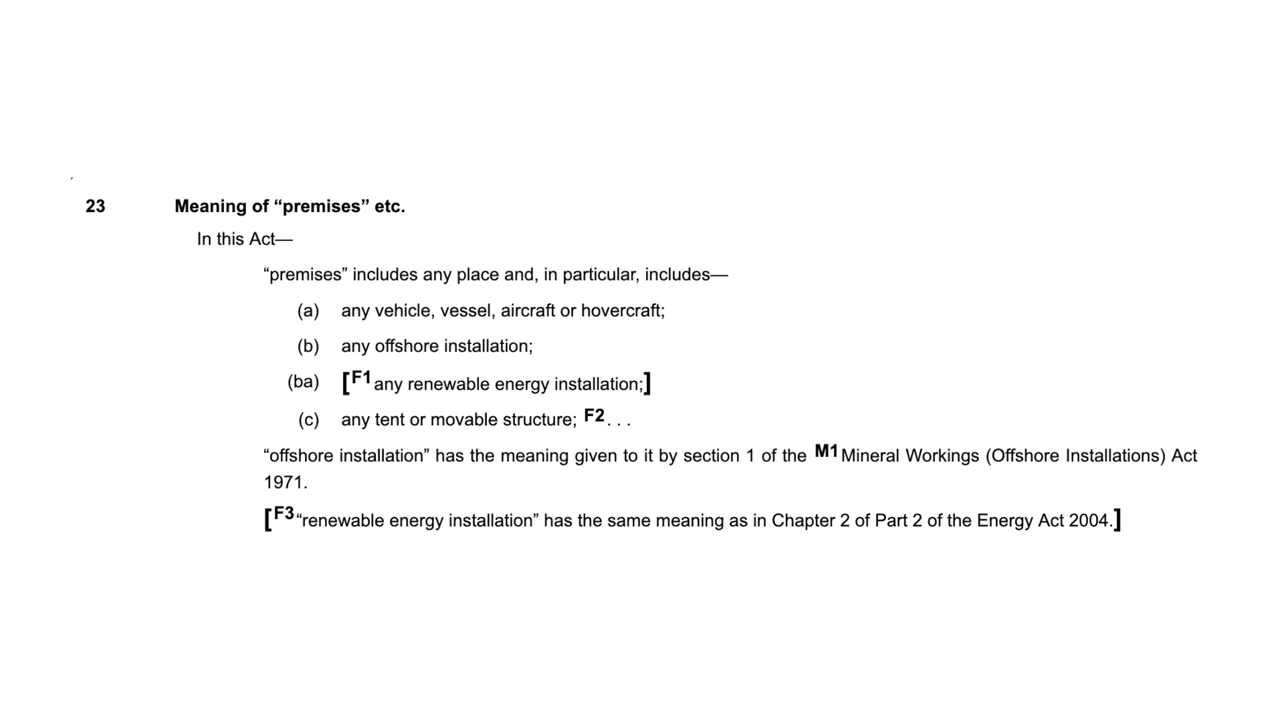 23 Meaning of “premises” etc.
In this Act—
“premises” includes any place and, in particular, includes—
(a) any vehicle, vessel, aircraft or hovercraft;
(b) any offshore installation;
(ba) [F1 any renewable energy installation;]
(c) any tent or movable structure; F2. . .
“offshore installation” has the meaning given to it by section 1 of the M1 Mineral Workings (Offshore Installations) Act
1971.
[F3 “renewable energy installation” has the same meaning as in Chapter 2 of Part 2 of the Energy Act 2004.]